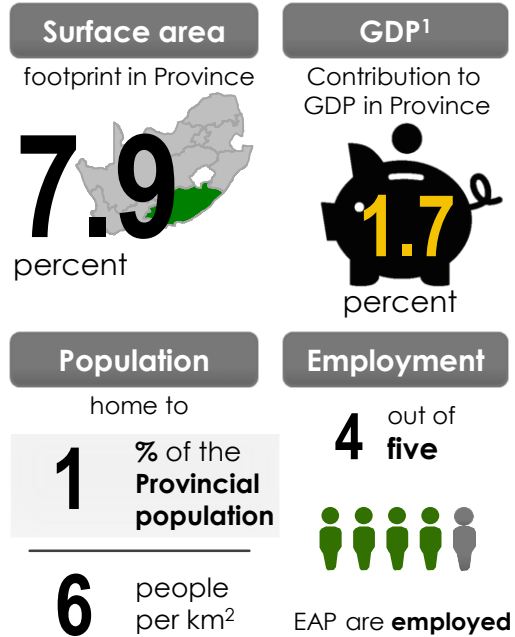 Surface area
footprint in Province
7.9
percent
GDP¹
Contribution to
GDP in Province
1.7
percent
Population
home to
1
% of the
Provincial
population
6
people
per km²
Employment
4
out of
five
EAP are employed